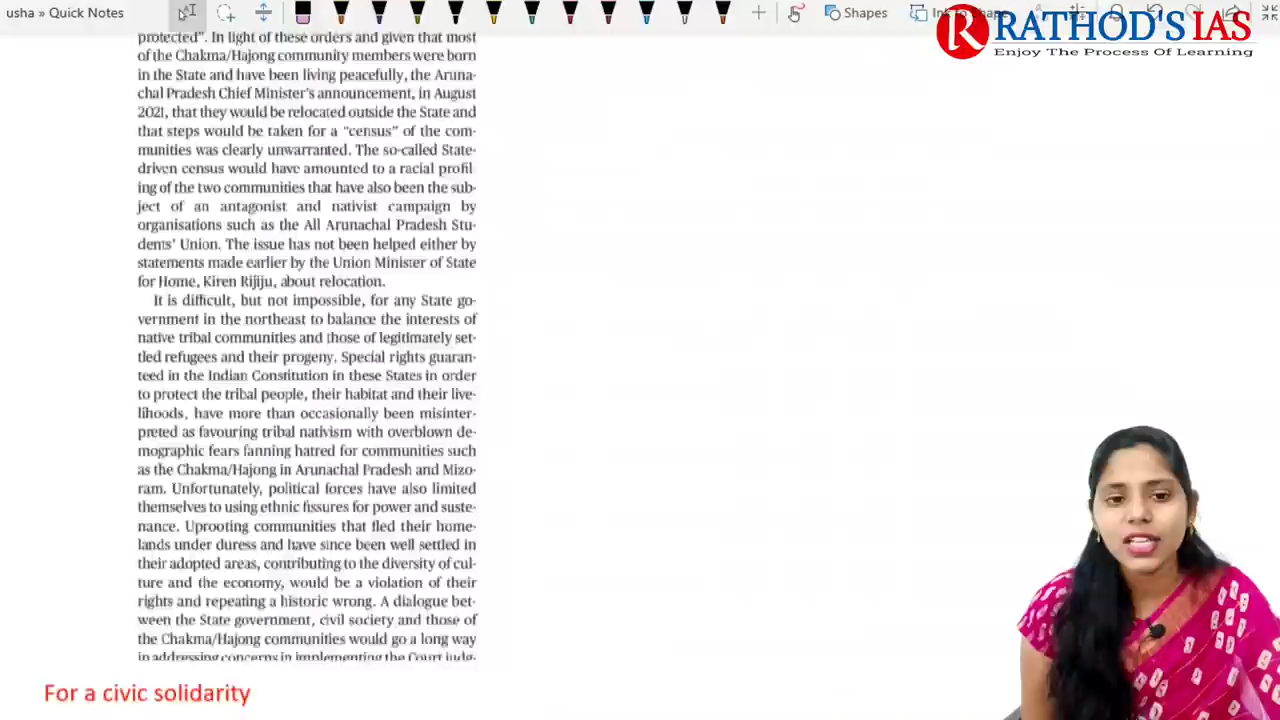 usha » Quick Notes
Shapes
Ink to Shape
RATHOD'S IAS
Enjoy The Process Of Learning
protected”. In light of these orders and given that most
of the Chakma/Hajong community members were born
in the State and have been living peacefully, the Aruna-
chal Pradesh Chief Minister’s announcement, in August
2021, that they would be relocated outside the State and
that steps would be taken for a “census” of the com-
munities was clearly unwarranted. The so-called State-
driven census would have amounted to a racial profil
ing of the two communities that have also been the sub-
ject of an antagonist and nativist campaign by
organisations such as the All Arunachal Pradesh Stu-
dents’ Union. The issue has not been helped either by
statements made earlier by the Union Minister of State
for Home, Kiren Rijiju, about relocation.
It is difficult, but not impossible, for any State go-
vernment in the northeast to balance the interests of
native tribal communities and those of legitimately set-
tled refugees and their progeny. Special rights guaran-
teed in the Indian Constitution in these States in order
to protect the tribal people, their habitat and their live-
lihoods, have more than occasionally been misinter-
preted as favouring tribal nativism with overblown de-
mographic fears fanning hatred for communities such
as the Chakma/Hajong in Arunachal Pradesh and Mizo-
ram. Unfortunately, political forces have also limited
themselves to using ethnic fissures for power and suste-
nance. Uprooting communities that fled their home-
lands under duress and have since been well settled in
their adopted areas, contributing to the diversity of cul-
ture and the economy, would be a violation of their
rights and repeating a historic wrong. A dialogue bet-
ween the State government, civil society and those of
the Chakma/Hajong communities would go a long way
in addressing concerns in implementing the Court judg-
For a civic solidarity